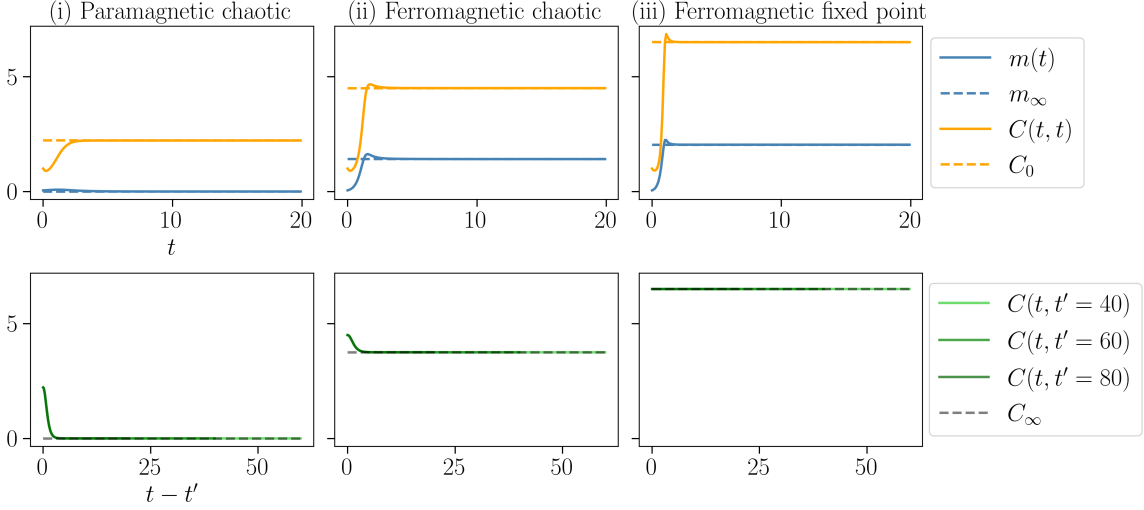 (i) Paramagnetic chaotic
(ii) Ferromagnetic chaotic
(iii) Ferromagnetic fixed point
5
0
0 10 20
t
0 10 20
0 10 20
m(t)
m∞
C(t, t)
C₀
5
0
0 25 50
t − t′
0 25 50
0 25 50
C(t, t′ = 40)
C(t, t′ = 60)
C(t, t′ = 80)
C∞